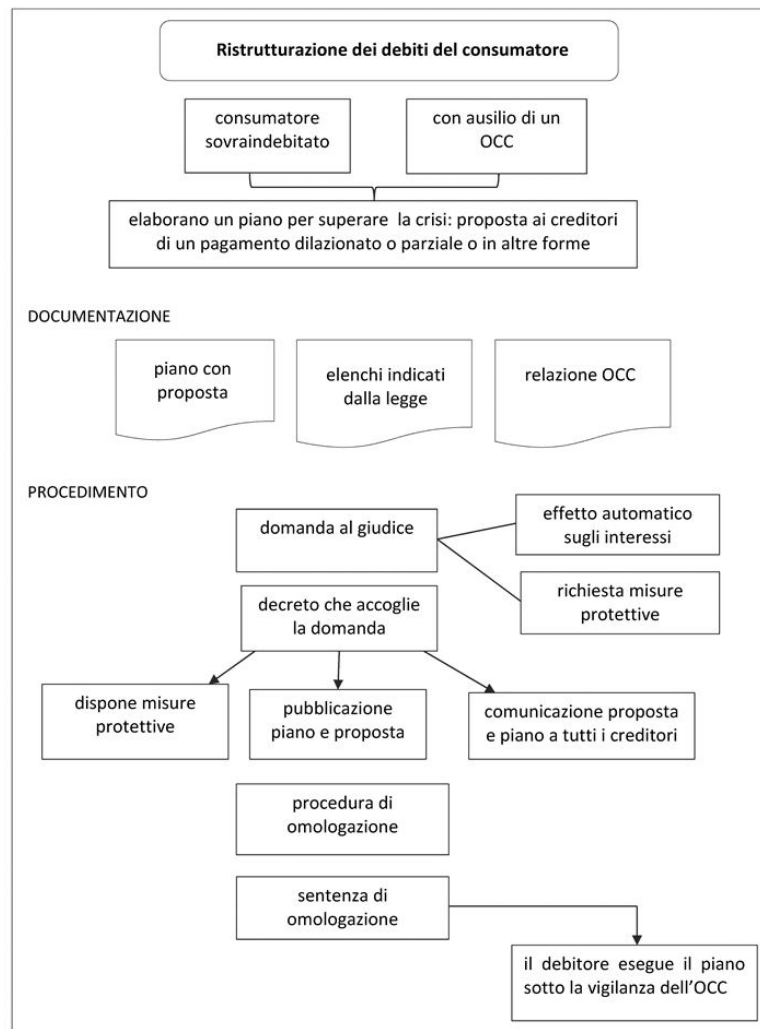 Ristrutturazione dei debiti del consumatore
consumatore
sovraindebitato
con ausilio di un
OCC
elaborano un piano per superare la crisi: proposta ai creditori
di un pagamento dilazionato o parziale o in altre forme
DOCUMENTAZIONE
piano con
proposta
elenchi indicati
dalla legge
relazione OCC
PROCEDIMENTO
domanda al giudice
effetto automatico
sugli interessi
richiesta misure
protettive
decreto che accoglie
la domanda
dispone misure
protettive
pubblicazione
piano e proposta
comunicazione proposta
e piano a tutti i creditori
procedura di
omologazione
sentenza di
omologazione
il debitore esegue il piano
sotto la vigilanza dell'OCC